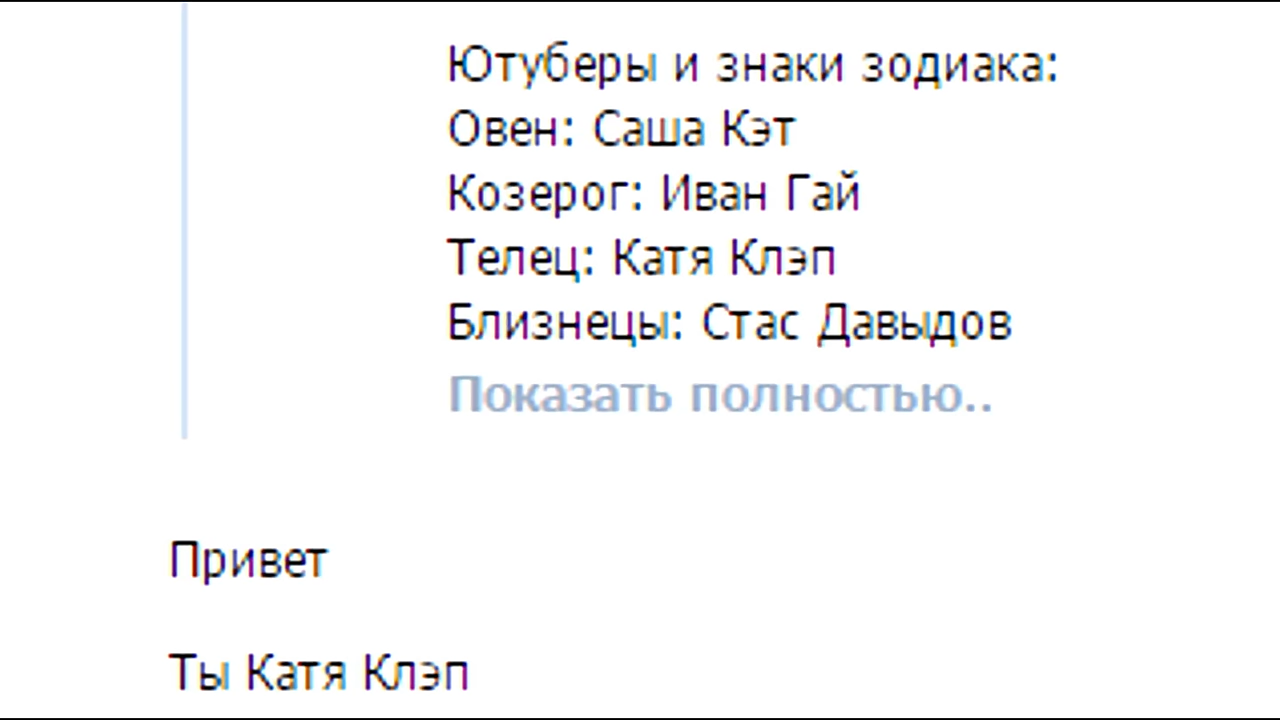 Ютуберы и знаки зодиака:
Овен: Саша Кэт
Козерог: Иван Гай
Телец: Катя Клэп
Близнецы: Стас Давыдов
Показать полностью..
Привет
Ты Катя Клэп